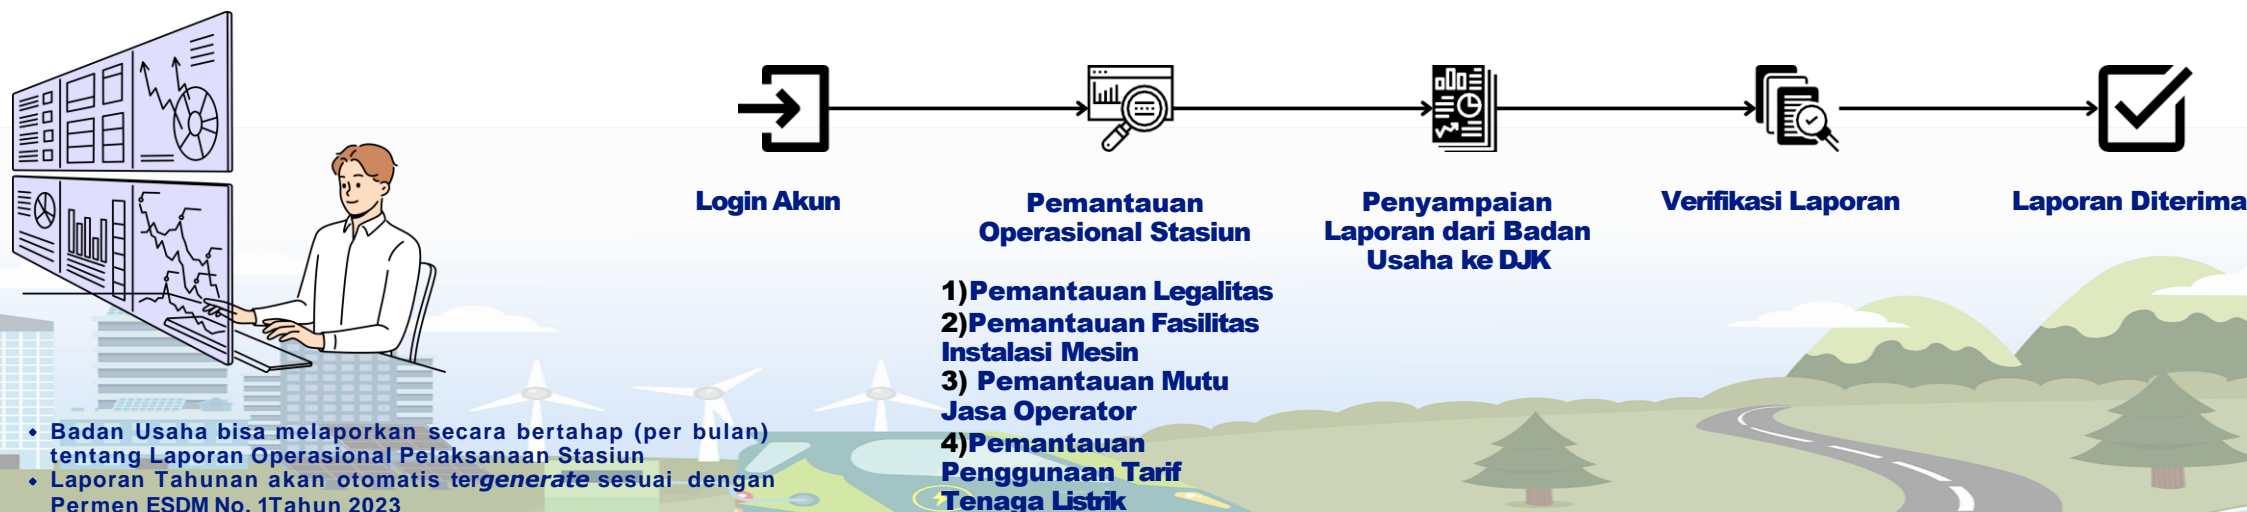 Login Akun
Pemantauan
Operasional Stasiun
1)Pemantauan Legalitas
2)Pemantauan Fasilitas
Instalasi Mesin
3) Pemantauan Mutu
Jasa Operator
4)Pemantauan
Penggunaan Tarif
Tenaga Listrik
Penyampaian
Laporan dari Badan
Usaha ke DJK
Verifikasi Laporan
Laporan Diterima
• Badan Usaha bisa melaporkan secara bertahap (per bulan)
tentang Laporan Operasional Pelaksanaan Stasiun
• Laporan Tahunan akan otomatis tergenerate sesuai dengan
Permen ESDM No. 1Tahun 2023